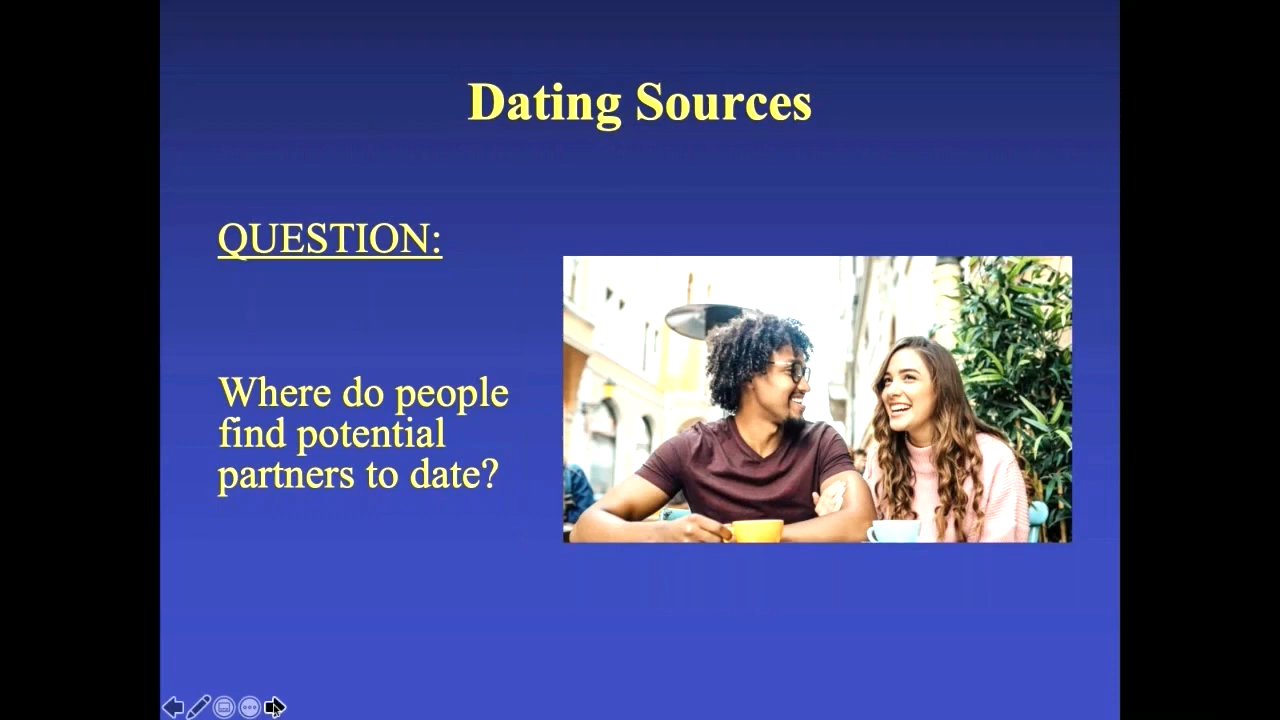 Dating Sources
QUESTION:
Where do people
find potential
partners to date?